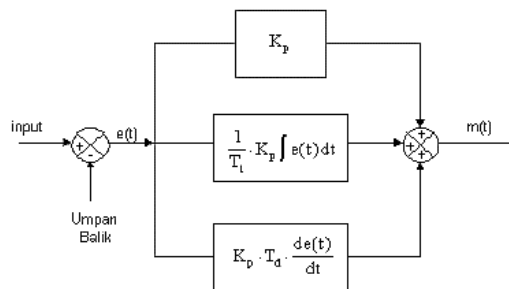 K_p
input
+
-
e(t)
1/T_i · K_p ∫ e(t) dt
+
+
+
m(t)
Umpan
Balik
K_p · T_d · de(t)/dt